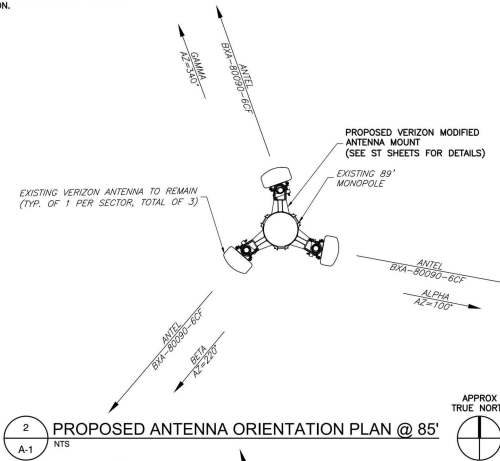 ON.
GAMMA
AZ=340°
ANTEL
BXA-80090-6CF
PROPOSED VERIZON MODIFIED
ANTENNA MOUNT
(SEE ST SHEETS FOR DETAILS)
EXISTING 89'
MONOPOLE
EXISTING VERIZON ANTENNA TO REMAIN
(TYP. OF 1 PER SECTOR, TOTAL OF 3)
ANTEL
BXA-80090-6CF
ALPHA
AZ=100°
ANTEL
BXA-80090-6CF
BETA
AZ=220°
2
A-1
PROPOSED ANTENNA ORIENTATION PLAN @ 85'
NTS
APPROX
TRUE NORT